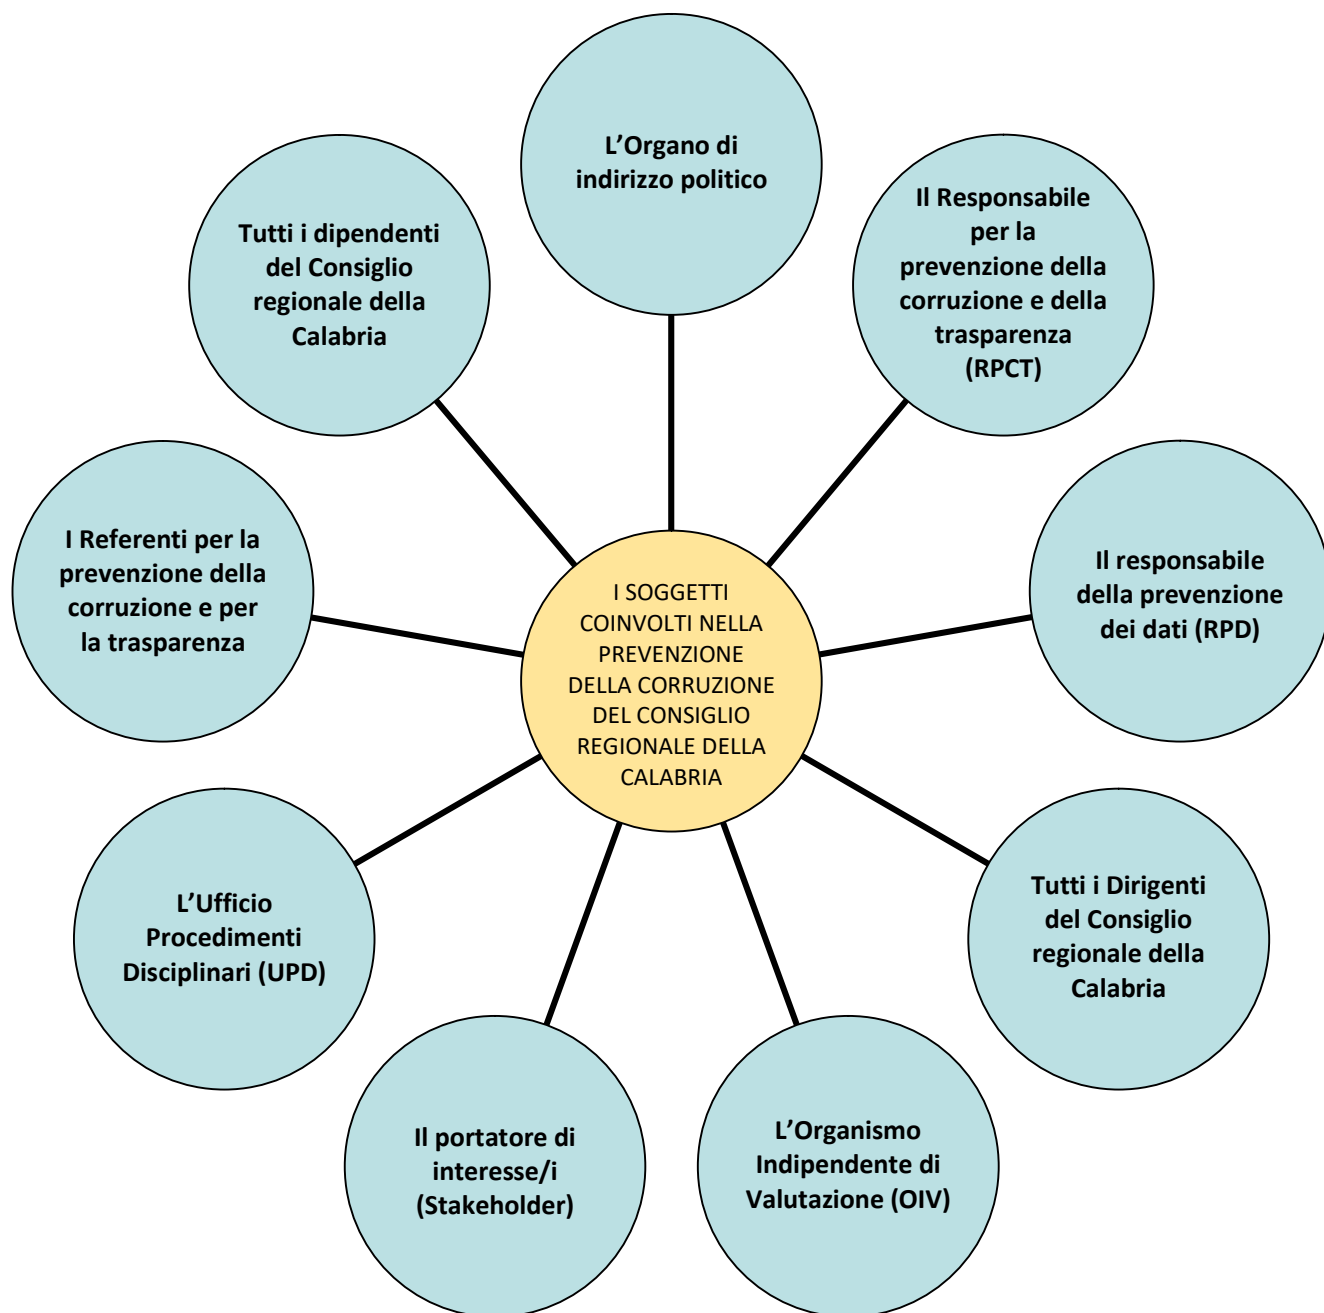 L’Organo di
indirizzo politico
Il Responsabile
per la
prevenzione della
corruzione e della
trasparenza
(RPCT)
Il responsabile
della prevenzione
dei dati (RPD)
Tutti i Dirigenti
del Consiglio
regionale della
Calabria
L’Organismo
Indipendente di
Valutazione (OIV)
Il portatore di
interesse/i
(Stakeholder)
L’Ufficio
Procedimenti
Disciplinari (UPD)
I Referenti per la
prevenzione della
corruzione e per
la trasparenza
Tutti i dipendenti
del Consiglio
regionale della
Calabria
I SOGGETTI
COINVOLTI NELLA
PREVENZIONE
DELLA CORRUZIONE
DEL CONSIGLIO
REGIONALE DELLA
CALABRIA